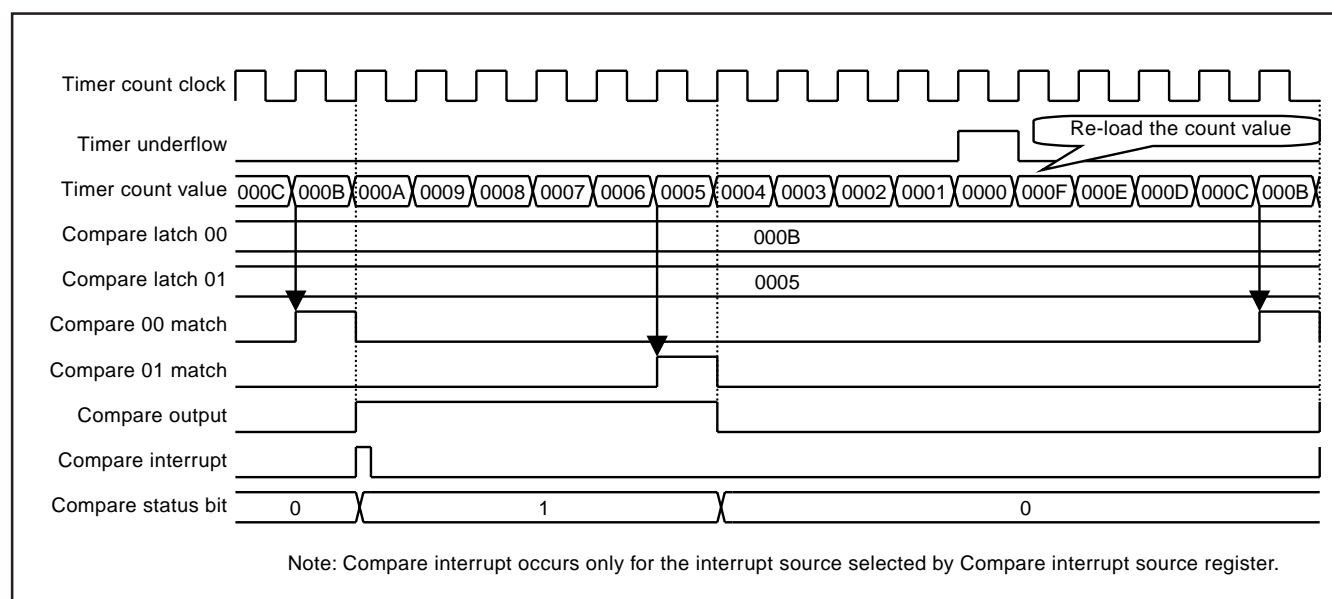 Timer count clock
Timer underflow
Re-load the count value
Timer count value 000C 000B 000A 0009 0008 0007 0006 0005 0004 0003 0002 0001 0000 000F 000E 000D 000C 000B
Compare latch 00 000B
Compare latch 01 0005
Compare 00 match
Compare 01 match
Compare output
Compare interrupt
Compare status bit 0 1 0
Note: Compare interrupt occurs only for the interrupt source selected by Compare interrupt source register.